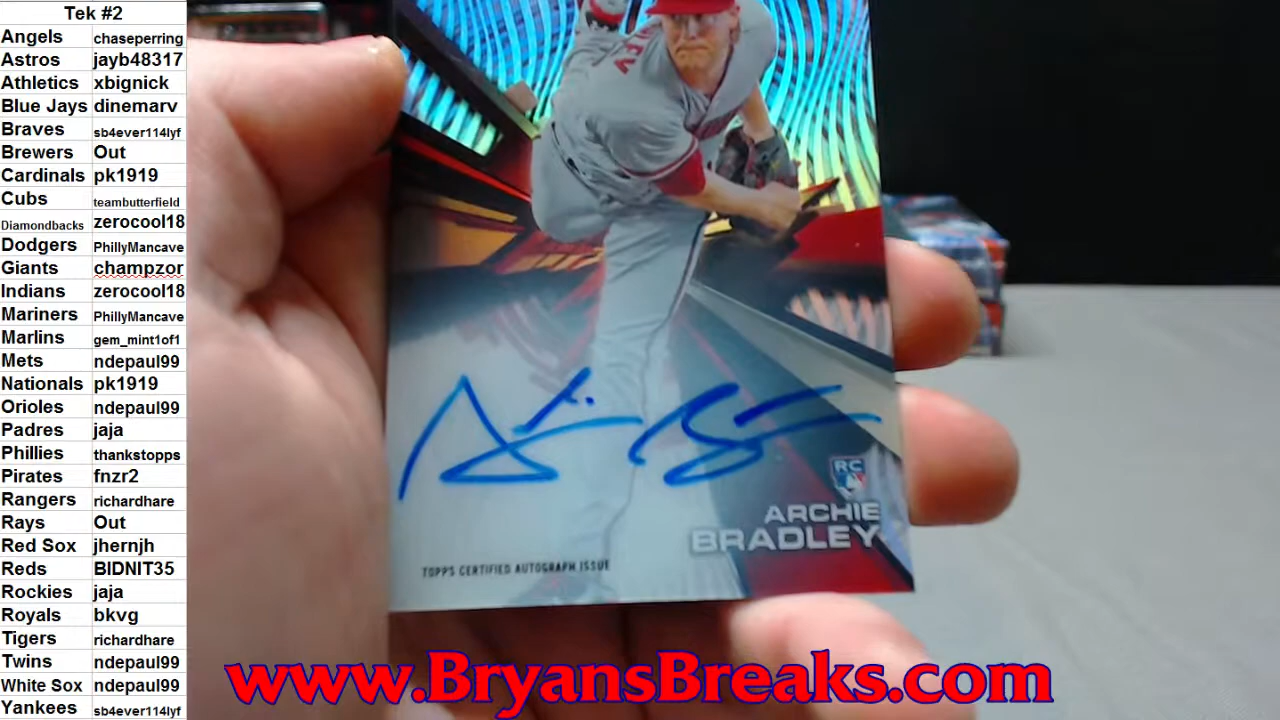 Tek #2
Angels chaseperring
Astros jayb48317
Athletics xbignick
Blue Jays dinemarv
Braves sb4ever114lyf
Brewers Out
Cardinals pk1919
Cubs teambutterfield
Diamondbacks zerocool18
Dodgers PhillyMancave
Giants champzor
Indians zerocool18
Mariners PhillyMancave
Marlins gem_mint1of1
Mets ndepaul99
Nationals pk1919
Orioles ndepaul99
Padres jaja
Phillies thankstopps
Pirates fnzr2
Rangers richardhare
Rays Out
Red Sox jhernjh
Reds BIDNIT35
Rockies jaja
Royals bkvg
Tigers richardhare
Twins ndepaul99
White Sox ndepaul99
Yankees sb4ever114lyf
RC
ARCHIE
BRADLEY
TOPPS CERTIFIED AUTOGRAPH ISSUE
www.BryansBreaks.com